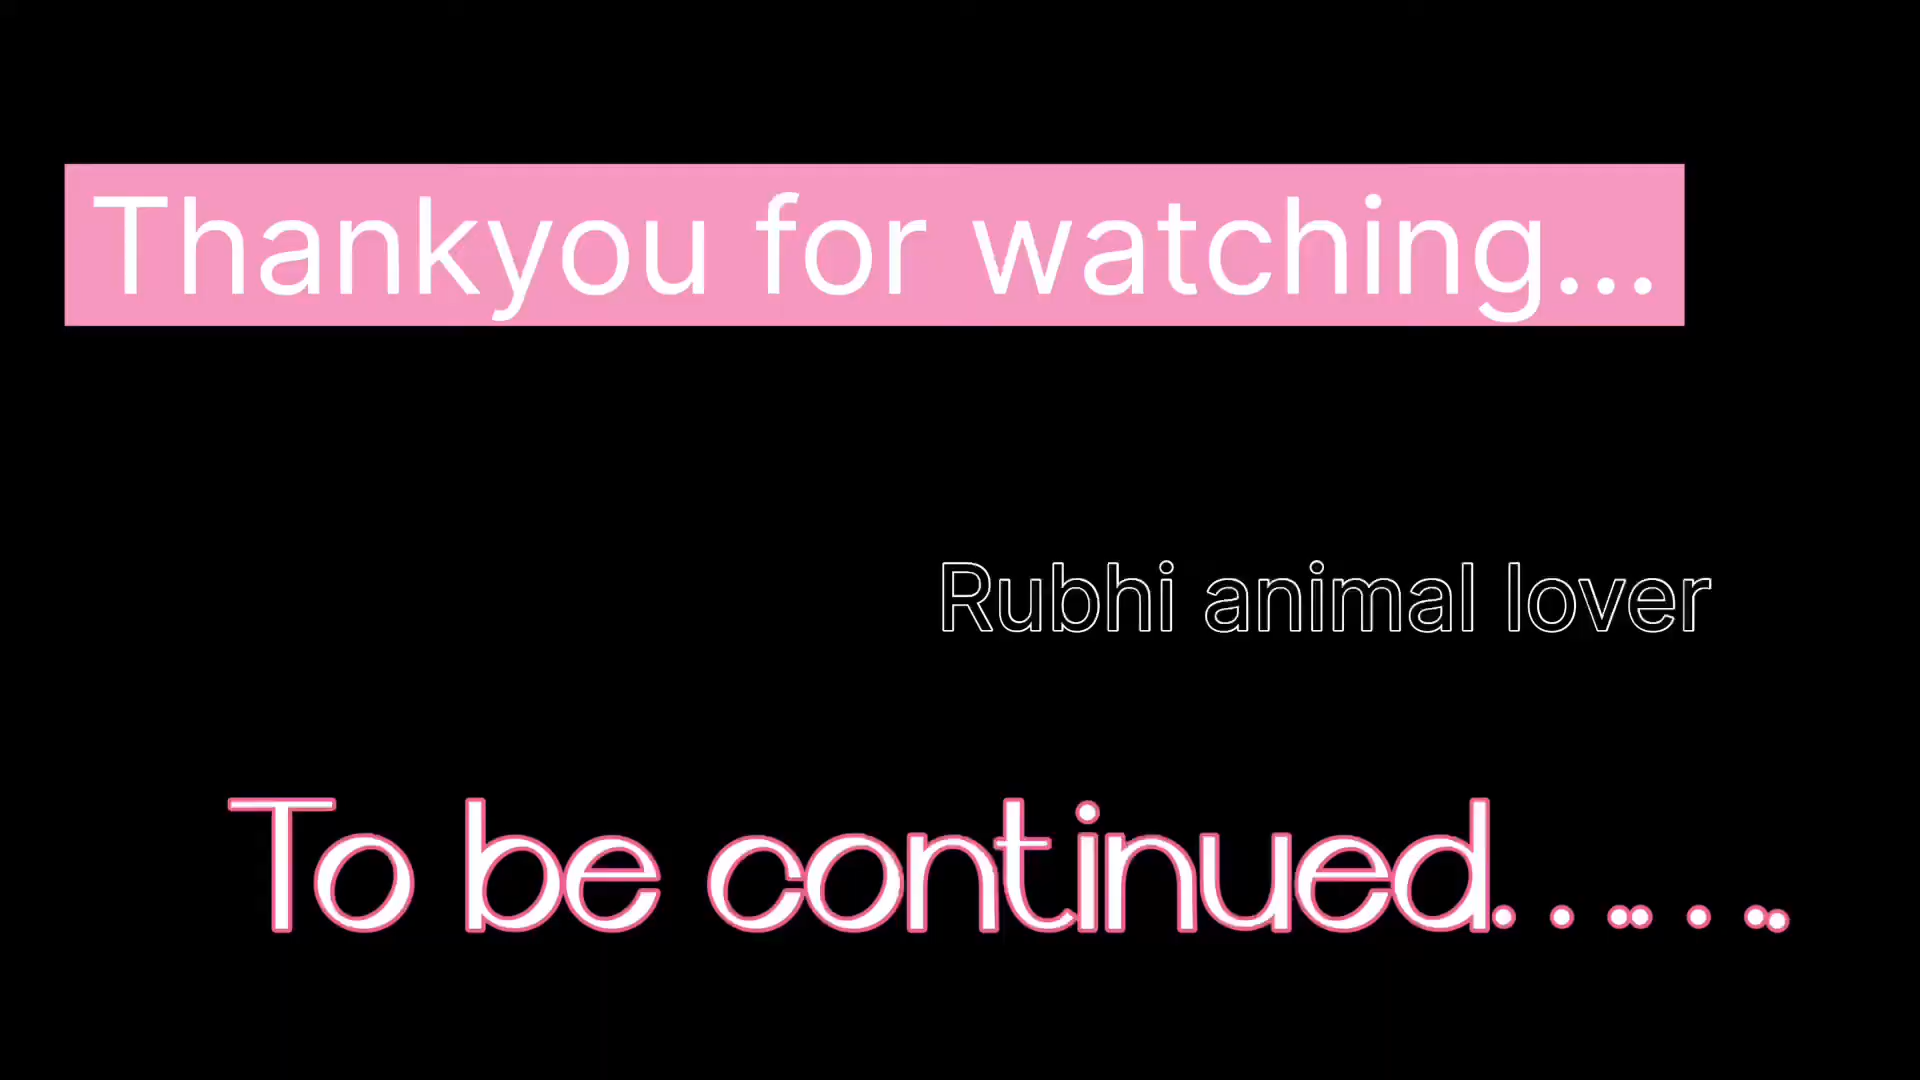 Thankyou for watching...
Rubhi animal lover
To be continued.......